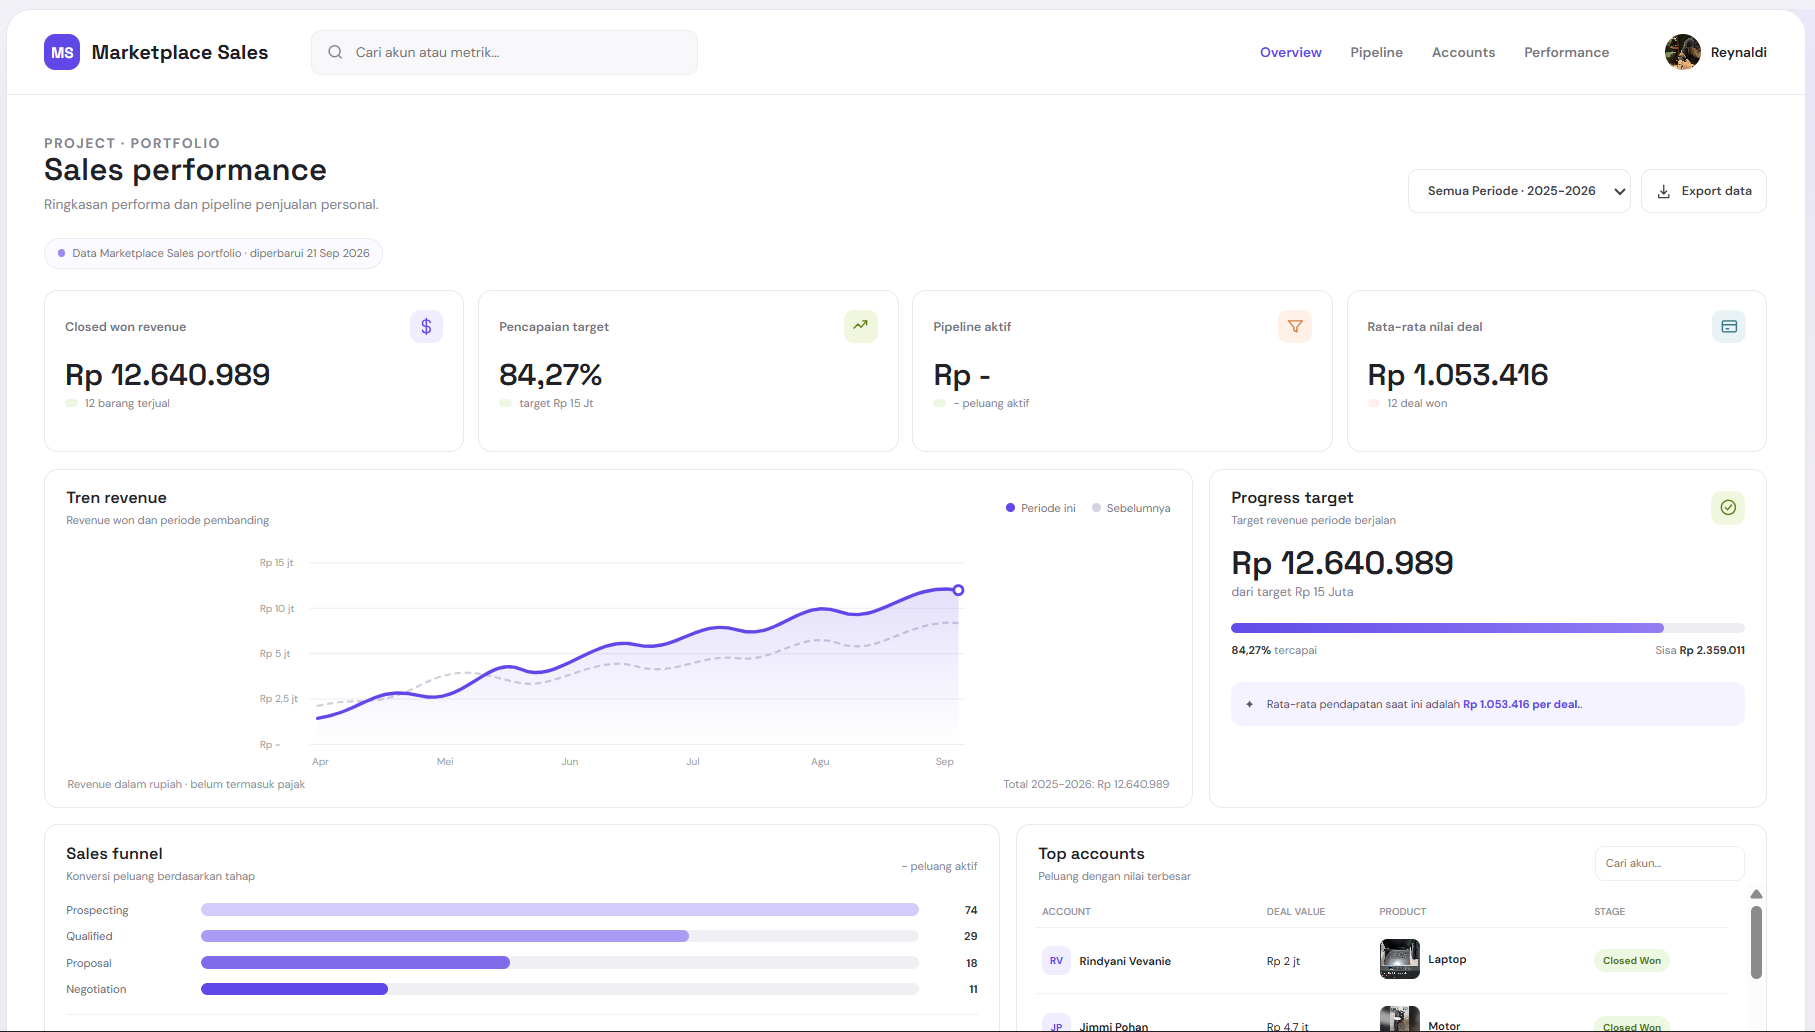 MS Marketplace Sales
Cari akun atau metrik...
Overview
Pipeline
Accounts
Performance
Reynaldi
PROJECT · PORTFOLIO
Sales performance
Ringkasan performa dan pipeline penjualan personal.
Semua Periode · 2025-2026
Export data
Data Marketplace Sales portfolio · diperbarui 21 Sep 2026
Closed won revenue
$
Rp 12.640.989
12 barang terjual
Pencapaian target
84,27%
target Rp 15 Jt
Pipeline aktif
Rp -
- peluang aktif
Rata-rata nilai deal
Rp 1.053.416
12 deal won
Tren revenue
Revenue won dan periode pembanding
Periode ini
Sebelumnya
Rp 15 jt
Rp 10 jt
Rp 5 jt
Rp 2,5 jt
Rp -
Apr
Mei
Jun
Jul
Agu
Sep
Revenue dalam rupiah · belum termasuk pajak
Total 2025-2026: Rp 12.640.989
Progress target
Target revenue periode berjalan
Rp 12.640.989
dari target Rp 15 Juta
84,27% tercapai
Sisa Rp 2.359.011
Rata-rata pendapatan saat ini adalah Rp 1.053.416 per deal..
Sales funnel
Konversi peluang berdasarkan tahap
- peluang aktif
Prospecting 74
Qualified 29
Proposal 18
Negotiation 11
Top accounts
Peluang dengan nilai terbesar
Cari akun...
ACCOUNT DEAL VALUE PRODUCT STAGE
RV Rindyani Vevanie Rp 2 jt Laptop Closed Won
JP Jimmi Pohan Rp 4,7 jt Motor Closed Won